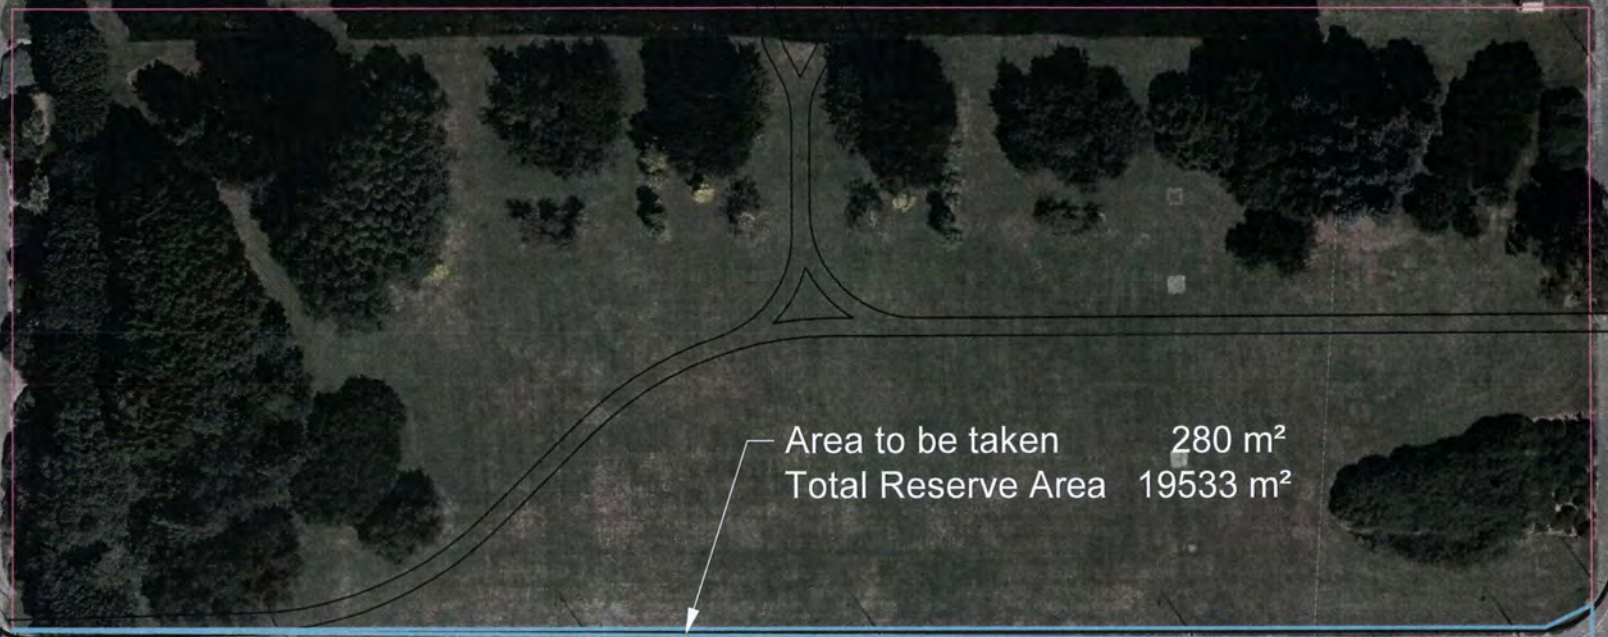 Area to be taken 280 m²
Total Reserve Area 19533 m²